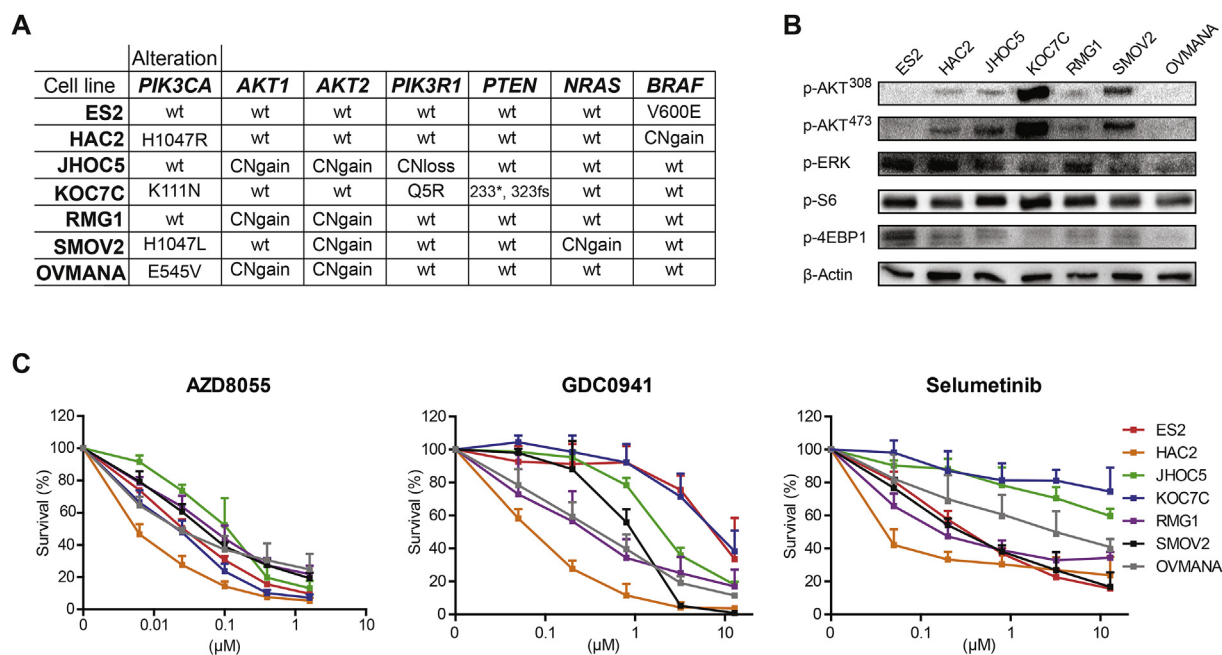 A
Alteration
Cell line PIK3CA AKT1 AKT2 PIK3R1 PTEN NRAS BRAF
ES2 wt wt wt wt wt wt V600E
HAC2 H1047R wt wt wt wt wt CNgain
JHOC5 wt CNgain CNgain CNloss wt wt wt
KOC7C K111N wt wt Q5R 233*, 323fs wt wt
RMG1 wt CNgain CNgain wt wt wt wt
SMOV2 H1047L wt CNgain wt wt CNgain wt
OVMANA E545V CNgain CNgain wt wt wt wt
B
ES2 HAC2 JHOC5 KOC7C RMG1 SMOV2 OVMANA
p-AKT308
p-AKT473
p-ERK
p-S6
p-4EBP1
β-Actin
C
AZD8055
Survival (%)
120
100
80
60
40
20
0
0 0.01 0.1 1 10
(µM)
GDC0941
Survival (%)
120
100
80
60
40
20
0
0 0.1 1 10
(µM)
Selumetinib
Survival (%)
120
100
80
60
40
20
0
0 0.1 1 10
(µM)
ES2
HAC2
JHOC5
KOC7C
RMG1
SMOV2
OVMANA